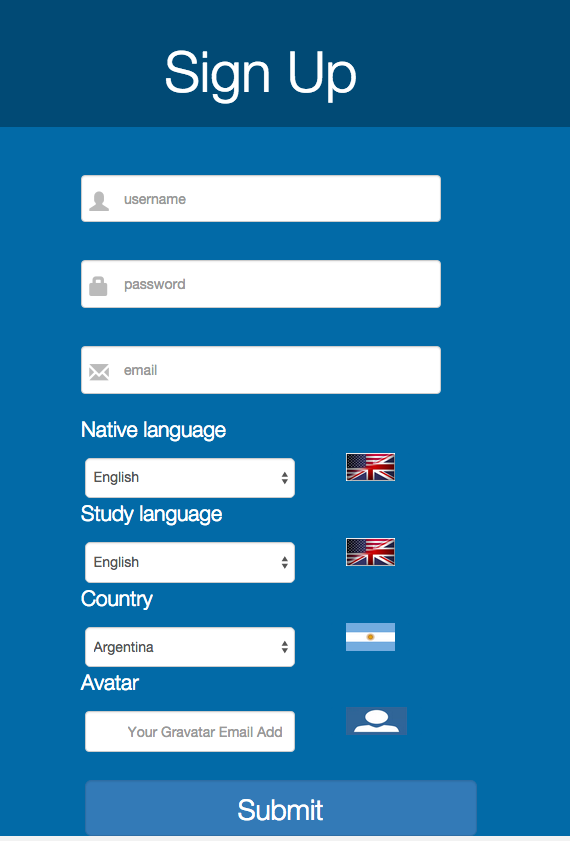 Sign Up
username
password
email
Native language
English
Study language
English
Country
Argentina
Avatar
Your Gravatar Email Add
Submit